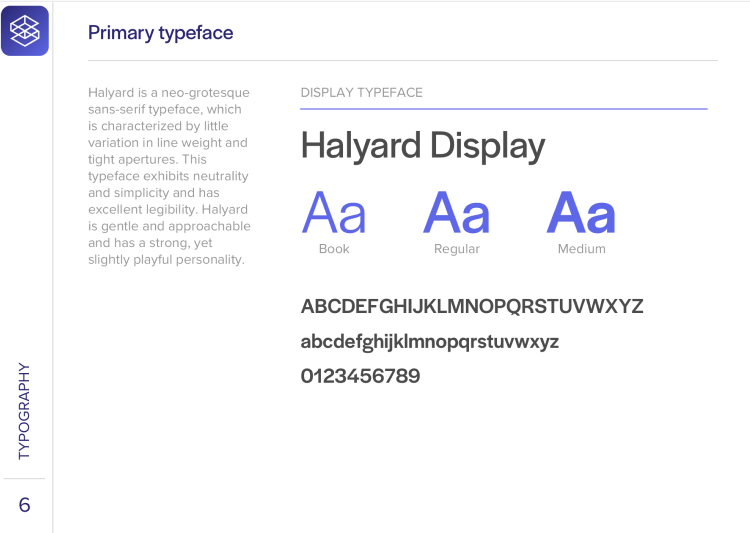 Primary typeface
Halyard is a neo-grotesque
sans-serif typeface, which
is characterized by little
variation in line weight and
tight apertures. This
typeface exhibits neutrality
and simplicity and has
excellent legibility. Halyard
is gentle and approachable
and has a strong, yet
slightly playful personality.
DISPLAY TYPEFACE
Halyard Display
Aa Aa Aa
Book Regular Medium
ABCDEFGHIJKLMNOPQRSTUVWXYZ
abcdefghijklmnopqrstuvwxyz
0123456789
TYPOGRAPHY
6